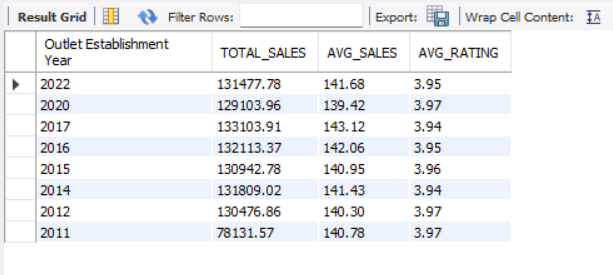 Result Grid Filter Rows: Export: Wrap Cell Content: IA
Outlet Establishment
Year TOTAL_SALES AVG_SALES AVG_RATING
2022 131477.78 141.68 3.95
2020 129103.96 139.42 3.97
2017 133103.91 143.12 3.94
2016 132113.37 142.06 3.95
2015 130942.78 140.95 3.96
2014 131809.02 141.43 3.94
2012 130476.86 140.30 3.97
2011 78131.57 140.78 3.97